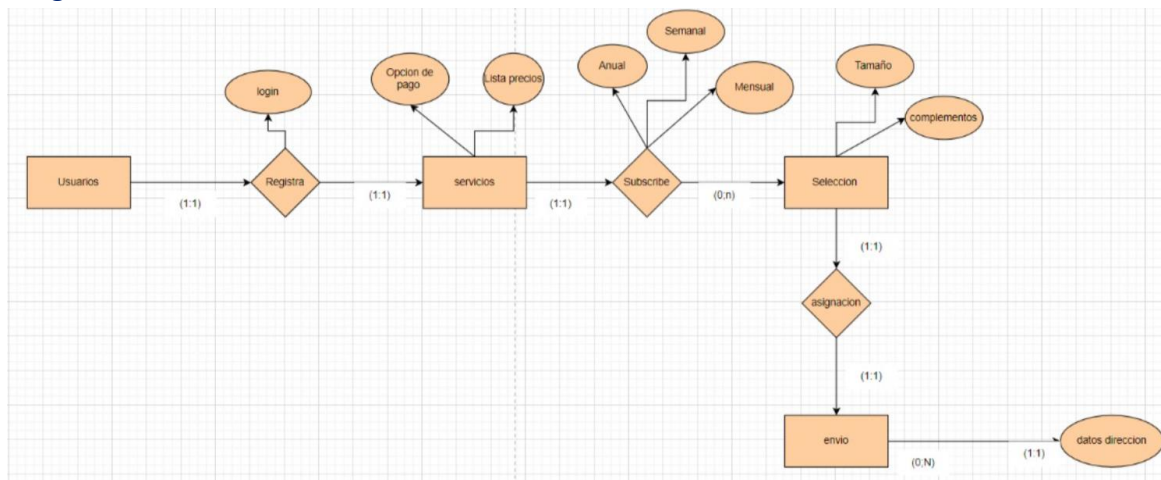 Semanal
Anual
Mensual
Opcion de
pago
Lista precios
login
Tamaño
complementos
Usuarios
(1:1)
Registra
(1:1)
servicios
(1:1)
Subscribe
(0;n)
Seleccion
(1:1)
asignacion
(1:1)
envio
(0;N)
(1:1)
datos direccion